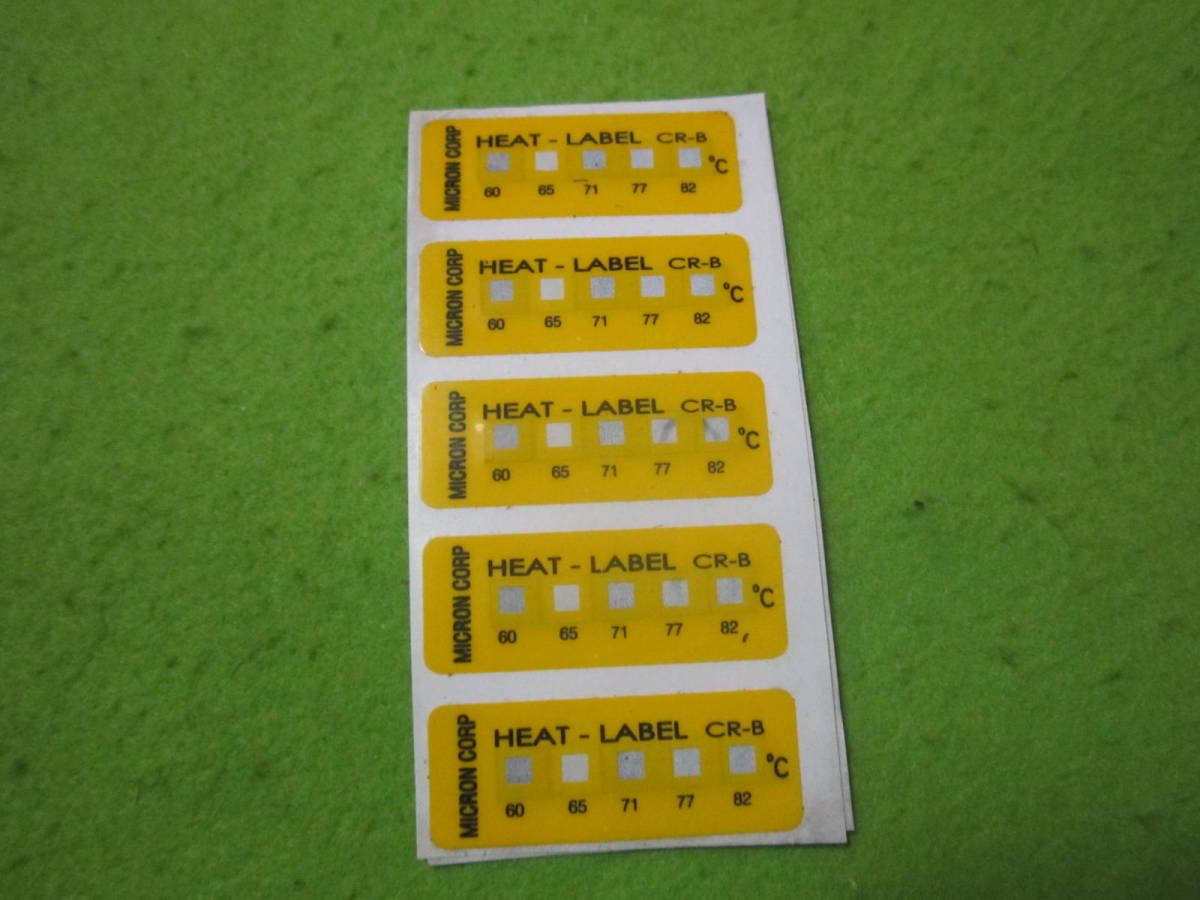 MICRON CORP
HEAT - LABEL CR-B
°C
60 65 71 77 82
MICRON CORP
HEAT - LABEL CR-B
°C
60 65 71 77 82
MICRON CORP
HEAT - LABEL CR-B
°C
60 65 71 77 82
MICRON CORP
HEAT - LABEL CR-B
°C
60 65 71 77 82
MICRON CORP
HEAT - LABEL CR-B
°C
60 65 71 77 82